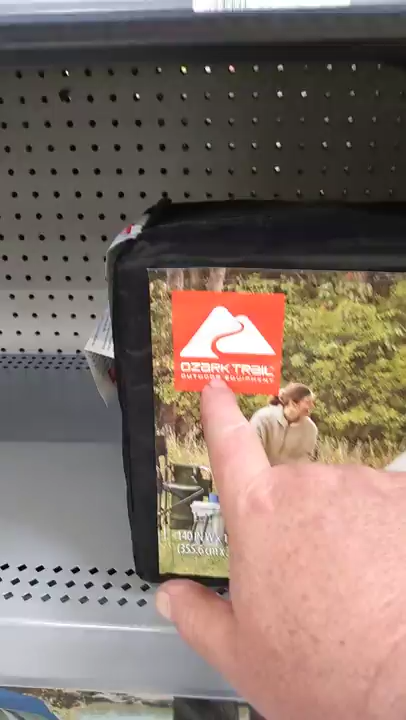 OZARK TRAIL
OUTDOOR EQUIPMENT
140 IN W x 1
(355.6 cm x